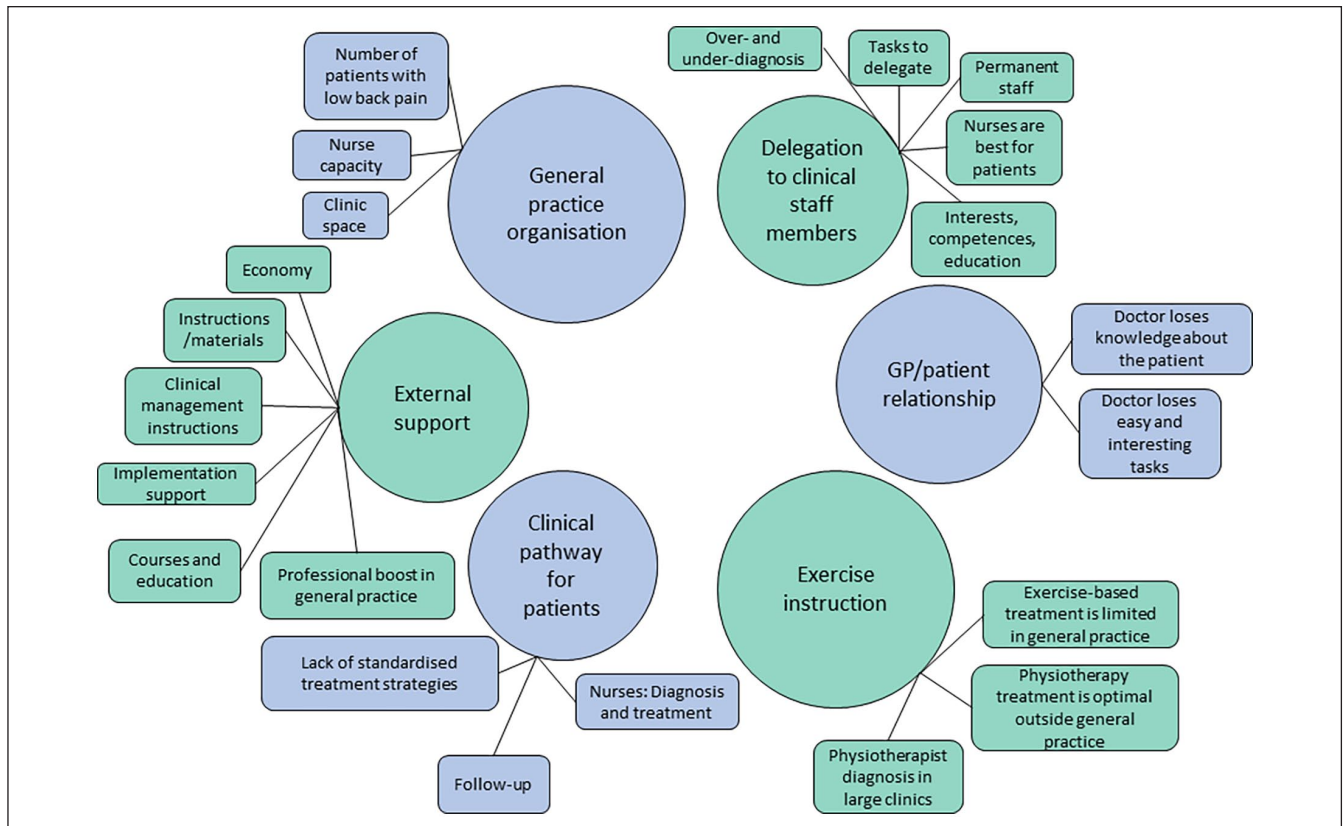 Number of
patients with
low back pain
Nurse
capacity
Clinic
space
General
practice
organisation
Over- and
under-diagnosis
Tasks to
delegate
Permanent
staff
Nurses are
best for
patients
Interests,
competences,
education
Delegation
to clinical
staff
members
Economy
Instructions
/materials
Clinical
management
instructions
Implementation
support
Courses and
education
Professional boost in
general practice
External
support
GP/patient
relationship
Doctor loses
knowledge about
the patient
Doctor loses
easy and
interesting
tasks
Clinical
pathway
for
patients
Lack of standardised
treatment strategies
Nurses: Diagnosis
and treatment
Follow-up
Exercise
instruction
Exercise-based
treatment is limited
in general practice
Physiotherapy
treatment is optimal
outside general
practice
Physiotherapist
diagnosis in
large clinics